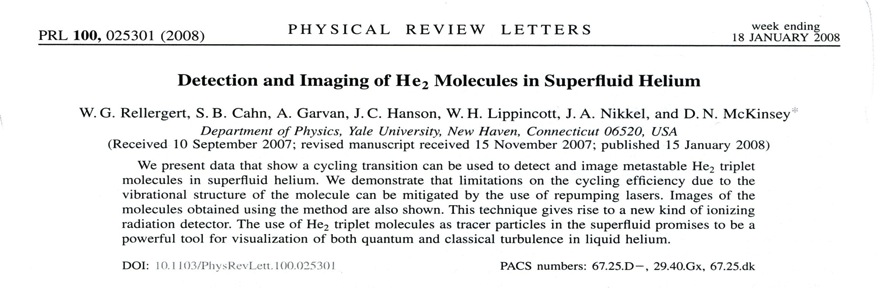 PRL 100, 025301 (2008)
PHYSICAL REVIEW LETTERS
week ending
18 JANUARY 2008
Detection and Imaging of He₂ Molecules in Superfluid Helium
W. G. Rellergert, S. B. Cahn, A. Garvan, J. C. Hanson, W. H. Lippincott, J. A. Nikkel, and D. N. McKinsey*
Department of Physics, Yale University, New Haven, Connecticut 06520, USA
(Received 10 September 2007; revised manuscript received 15 November 2007; published 15 January 2008)
We present data that show a cycling transition can be used to detect and image metastable He₂ triplet
molecules in superfluid helium. We demonstrate that limitations on the cycling efficiency due to the
vibrational structure of the molecule can be mitigated by the use of repumping lasers. Images of the
molecules obtained using the method are also shown. This technique gives rise to a new kind of ionizing
radiation detector. The use of He₂ triplet molecules as tracer particles in the superfluid promises to be a
powerful tool for visualization of both quantum and classical turbulence in liquid helium.
DOI: 10.1103/PhysRevLett.100.025301
PACS numbers: 67.25.D−, 29.40.Gx, 67.25.dk